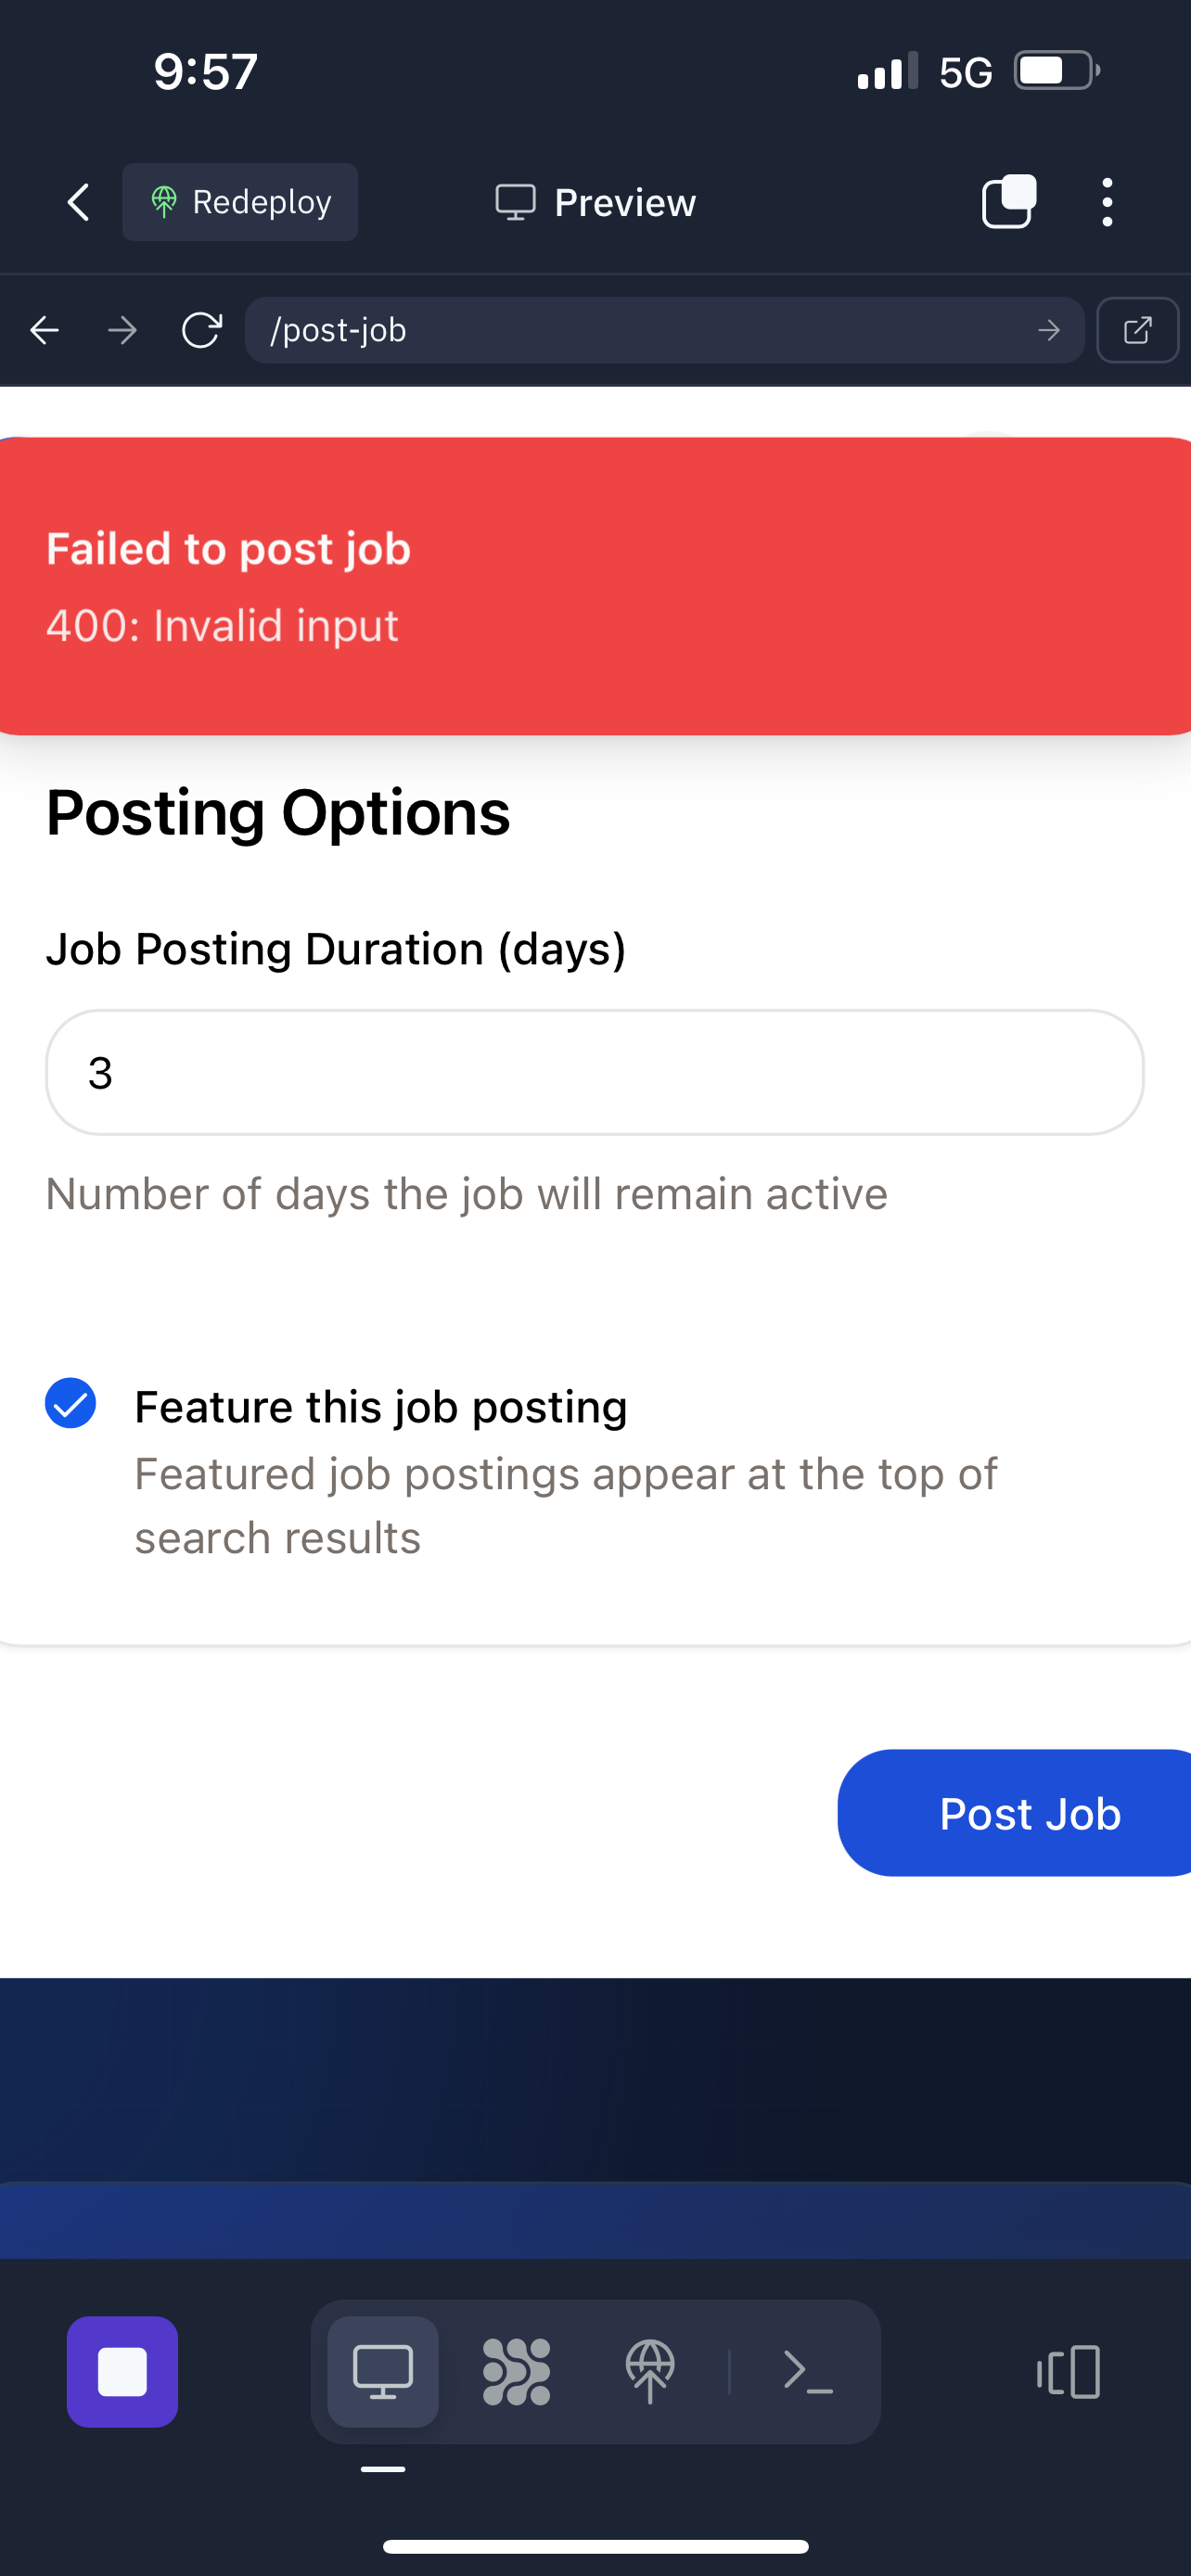 9:57
5G
Redeploy
Preview
/post-job
Failed to post job
400: Invalid input
Posting Options
Job Posting Duration (days)
3
Number of days the job will remain active
Feature this job posting
Featured job postings appear at the top of
search results
Post Job